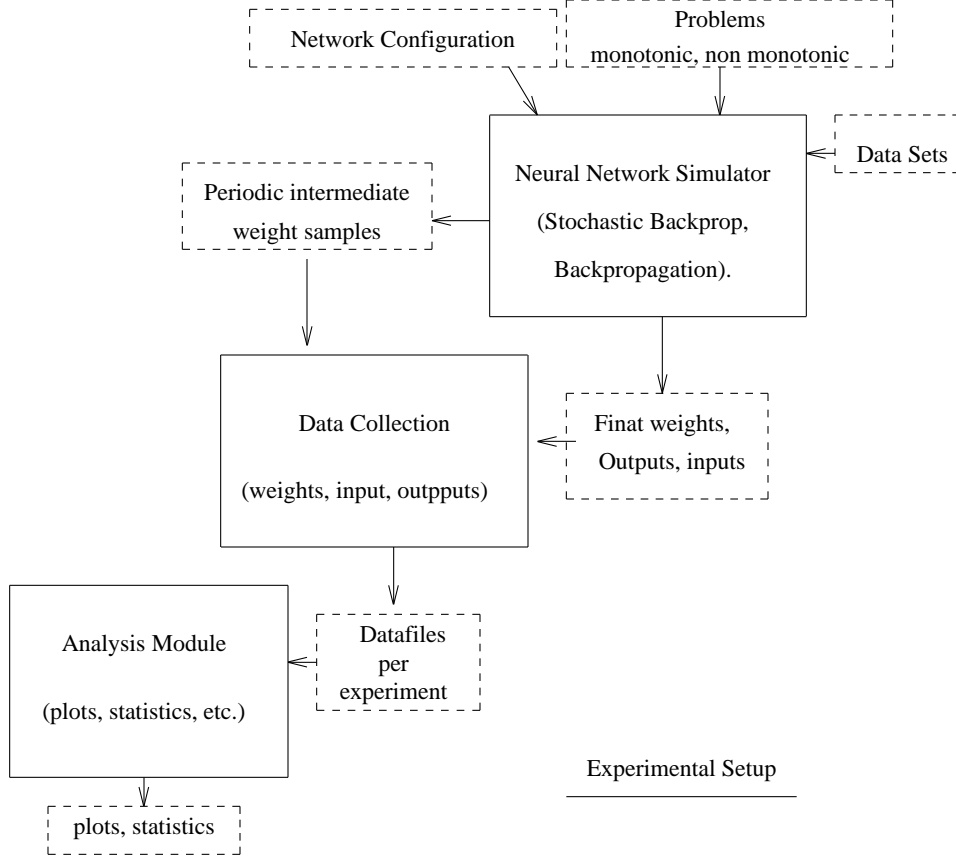 Network Configuration
Problems
monotonic, non monotonic
Data Sets
Neural Network Simulator
(Stochastic Backprop,
Backpropagation).
Periodic intermediate
weight samples
Data Collection
(weights, input, outpputs)
Finat weights,
Outputs, inputs
Analysis Module
(plots, statistics, etc.)
Datafiles
per
experiment
Experimental Setup
plots, statistics